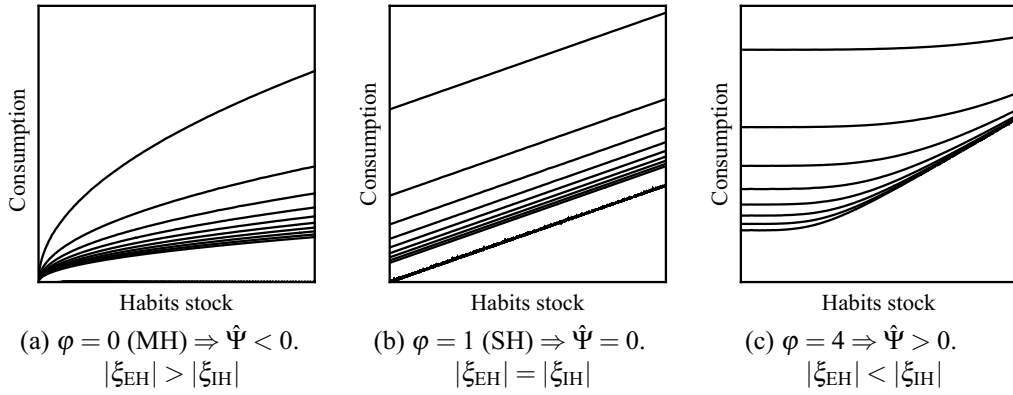 Consumption
Habits stock
(a) φ = 0 (MH) ⇒ Ψ̂ < 0.
|ξEH| > |ξIH|
Consumption
Habits stock
(b) φ = 1 (SH) ⇒ Ψ̂ = 0.
|ξEH| = |ξIH|
Consumption
Habits stock
(c) φ = 4 ⇒ Ψ̂ > 0.
|ξEH| < |ξIH|